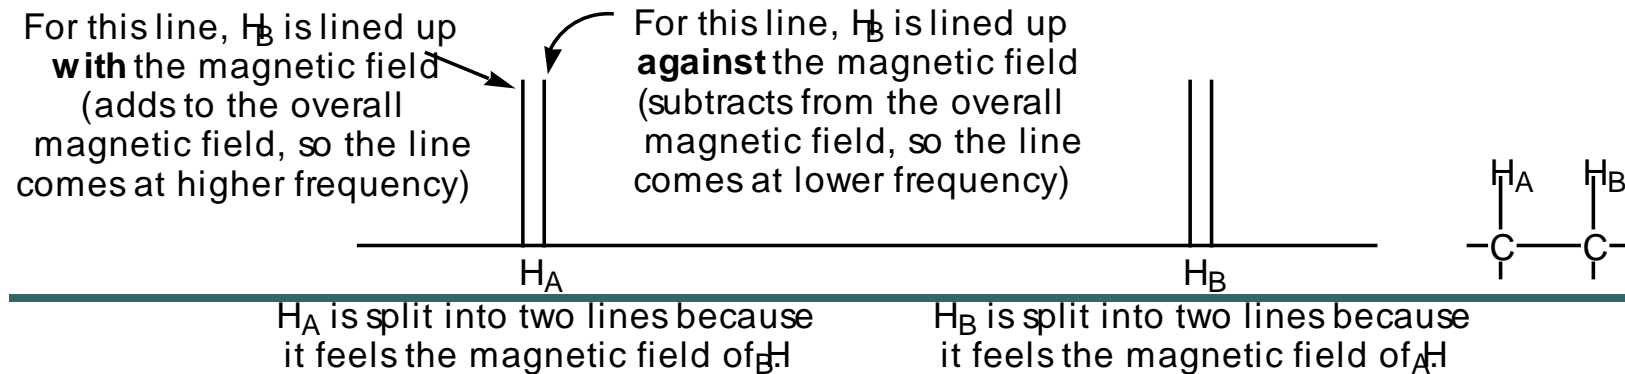 For this line, HB is lined up
with the magnetic field
(adds to the overall
magnetic field, so the line
comes at higher frequency)
For this line, HB is lined up
against the magnetic field
(subtracts from the overall
magnetic field, so the line
comes at lower frequency)
HA HB
C C
HA
HB
HA is split into two lines because
it feels the magnetic field of HB.
HB is split into two lines because
it feels the magnetic field of HA.